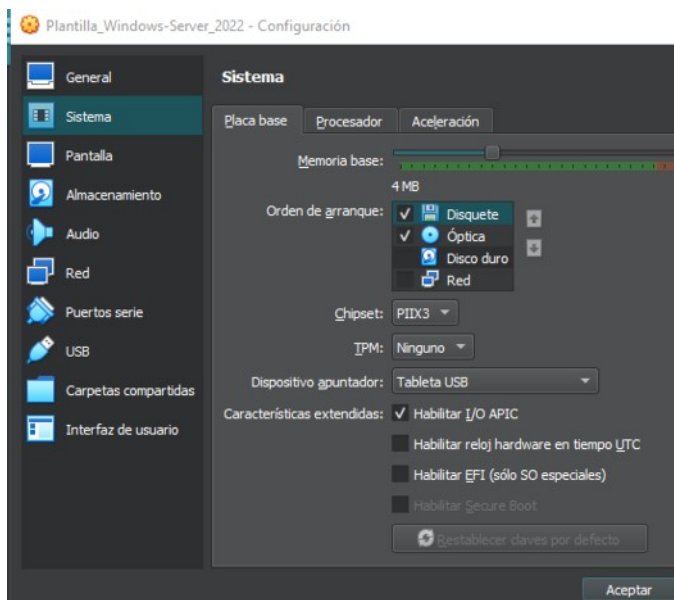 Plantilla_Windows-Server_2022 - Configuración
General
Sistema
Pantalla
Almacenamiento
Audio
Red
Puertos serie
USB
Carpetas compartidas
Interfaz de usuario
Sistema
Placa base Procesador Aceleración
Memoria base:
4 MB
Orden de arranque: Disquete
Óptica
Disco duro
Red
Chipset: PIIX3
TPM: Ninguno
Dispositivo apuntador: Tableta USB
Características extendidas: Habilitar I/O APIC
Habilitar reloj hardware en tiempo UTC
Habilitar EFI (sólo SO especiales)
Habilitar Secure Boot
Restablecer claves por defecto
Aceptar